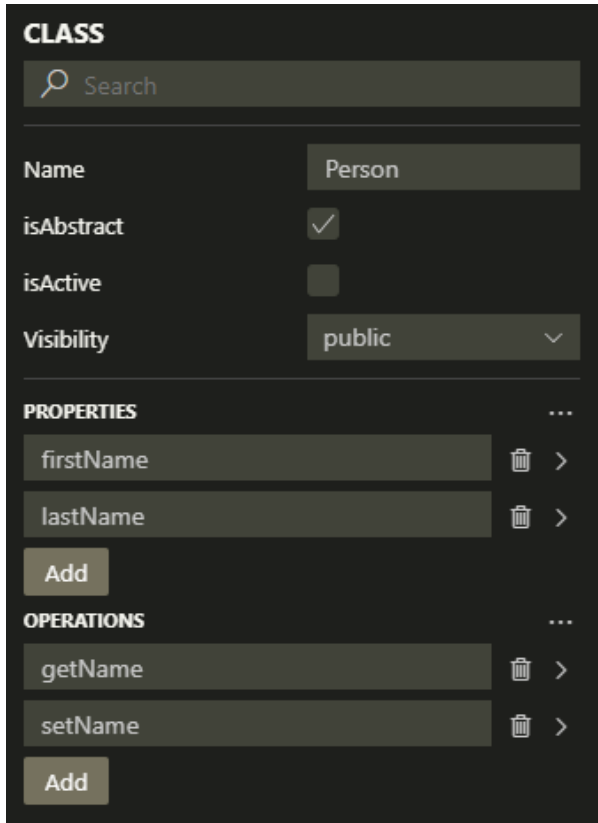 CLASS
Search
Name Person
isAbstract
isActive
Visibility public
PROPERTIES ...
firstName
lastName
Add
OPERATIONS ...
getName
setName
Add